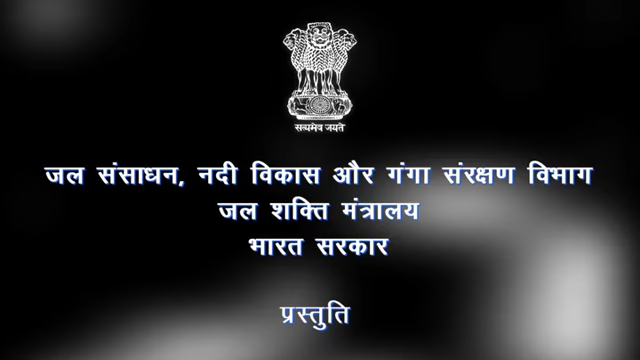 सत्यमेव जयते
जल संसाधन, नदी विकास और गंगा संरक्षण विभाग
जल शक्ति मंत्रालय
भारत सरकार
प्रस्तुति